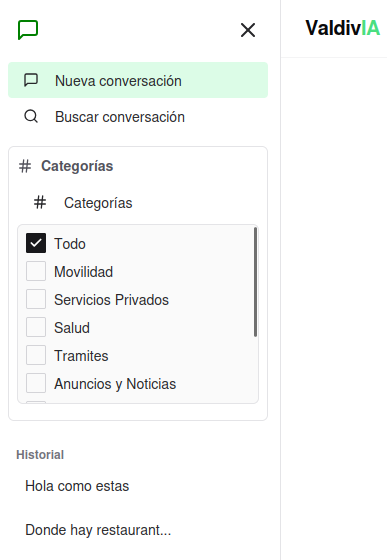 ValdivIA
Nueva conversación
Buscar conversación
Categorías
Categorías
Todo
Movilidad
Servicios Privados
Salud
Tramites
Anuncios y Noticias
Historial
Hola como estas
Donde hay restaurant...